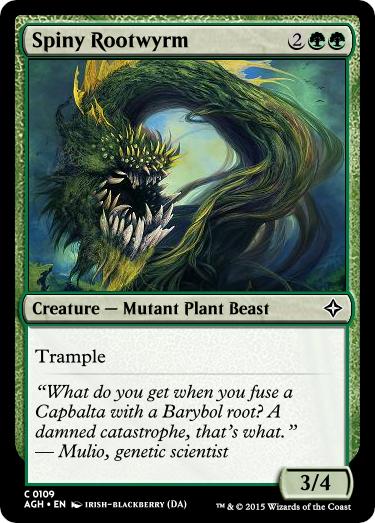 Spiny Rootwyrm 2
Creature — Mutant Plant Beast
Trample
“What do you get when you fuse a
Capbalta with a Barybol root? A
damned catastrophe, that’s what.”
— Mulio, genetic scientist
3/4
C 0109
AGH • EN IRISH-BLACKBERRY (DA)
™ & © 2015 Wizards of the Coast